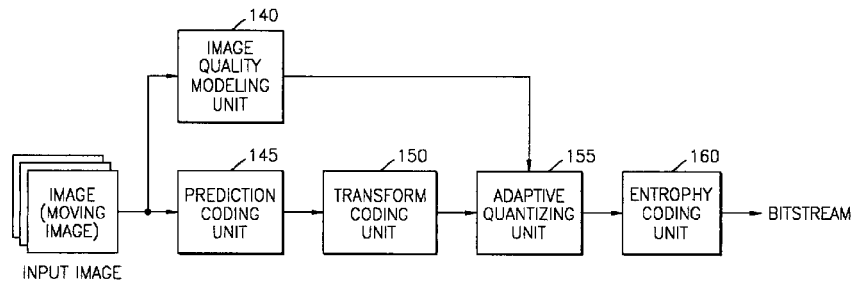 140
IMAGE
QUALITY
MODELING
UNIT
145
150
155
160
IMAGE
(MOVING
IMAGE)
PREDICTION
CODING
UNIT
TRANSFORM
CODING
UNIT
ADAPTIVE
QUANTIZING
UNIT
ENTROPHY
CODING
UNIT
BITSTREAM
INPUT IMAGE